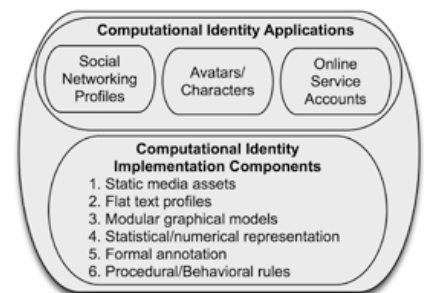 Computational Identity Applications
Social
Networking
Profiles
Avatars/
Characters
Online
Service
Accounts
Computational Identity
Implementation Components
1. Static media assets
2. Flat text profiles
3. Modular graphical models
4. Statistical/numerical representation
5. Formal annotation
6. Procedural/Behavioral rules